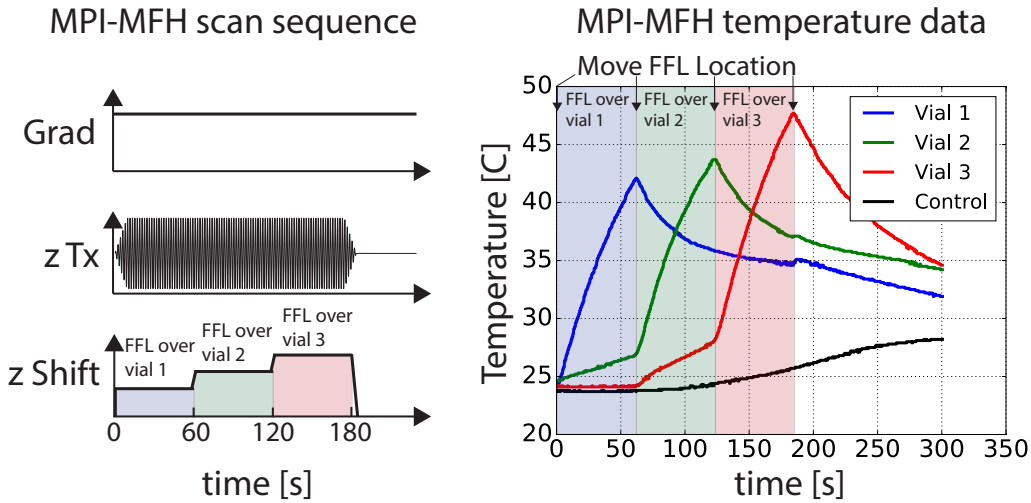 MPI-MFH scan sequence
Grad
z Tx
z Shift
FFL over
vial 1
FFL over
vial 2
FFL over
vial 3
0
60
120
180
time [s]
MPI-MFH temperature data
Move FFL Location
FFL over
vial 1
FFL over
vial 2
FFL over
vial 3
Vial 1
Vial 2
Vial 3
Control
Temperature [C]
50
45
40
35
30
25
20
0
50
100
150
200
250
300
time [s]